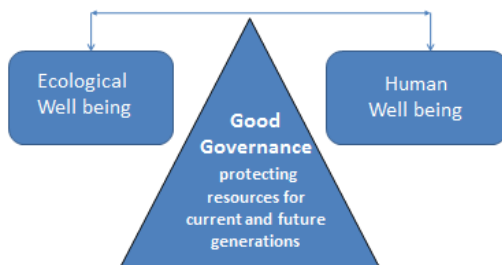 Ecological
Well being
Human
Well being
Good
Governance
protecting
resources for
current and future
generations